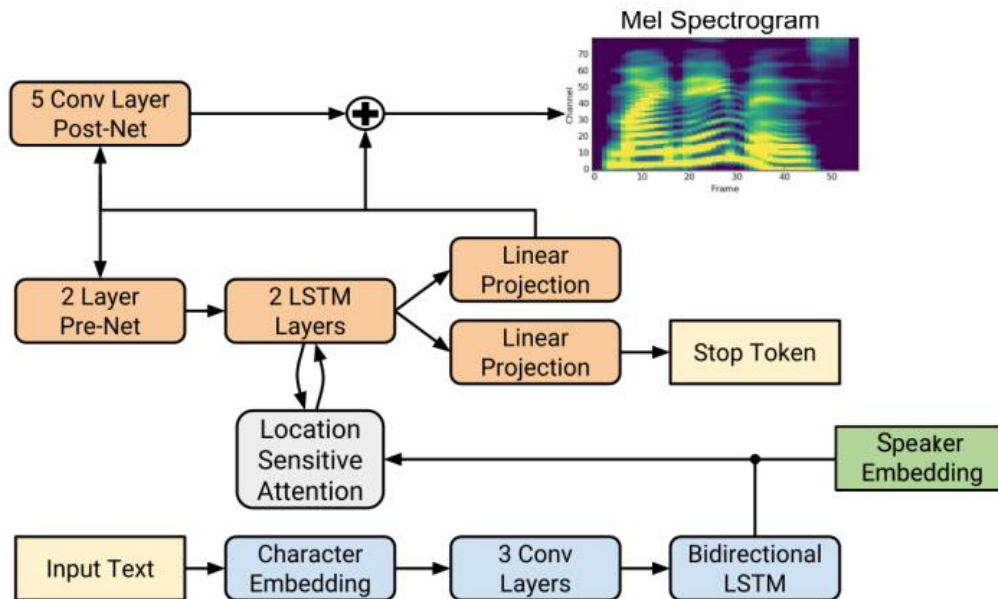 Mel Spectrogram
70
60
50
40
30
20
10
0
Channel
0 10 20 30 40 50
Frame
5 Conv Layer
Post-Net
2 Layer
Pre-Net
2 LSTM
Layers
Linear
Projection
Linear
Projection
Stop Token
Location
Sensitive
Attention
Speaker
Embedding
Input Text
Character
Embedding
3 Conv
Layers
Bidirectional
LSTM